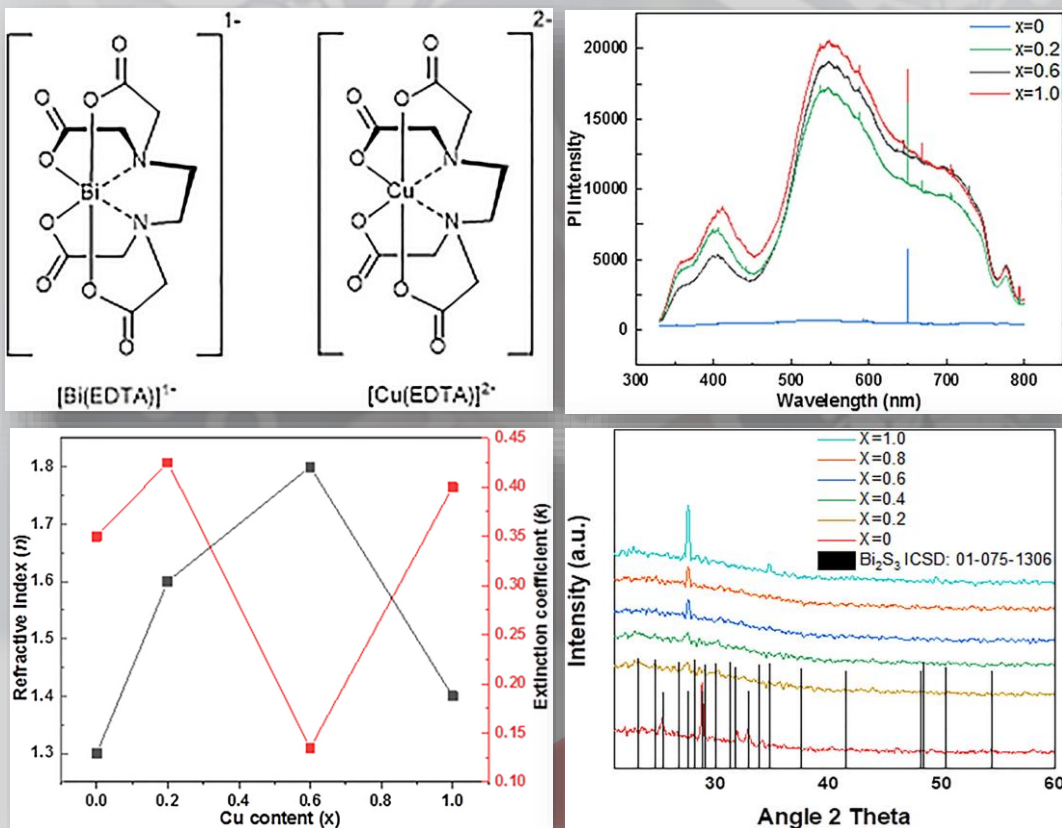 1-
2-
O
O
O
O
N
Bi
N
O
O
O
O
O
O
O
O
N
Cu
N
O
O
O
O
[Bi(EDTA)]¹⁻
[Cu(EDTA)]²⁻
X=0
X=0.2
X=0.6
X=1.0
PI Intensity
20000
15000
10000
5000
0
300 400 500 600 700 800
Wavelength (nm)
Refractive Index (n)
1.8
1.7
1.6
1.5
1.4
1.3
0.0 0.2 0.4 0.6 0.8 1.0
Cu content (x)
0.45
0.40
0.35
0.30
0.25
0.20
0.15
0.10
Extinction coefficient (k)
X=1.0
X=0.8
X=0.6
X=0.4
X=0.2
X=0
Bi₂S₃ ICSD: 01-075-1306
Intensity (a.u.)
30 40 50 60
Angle 2 Theta